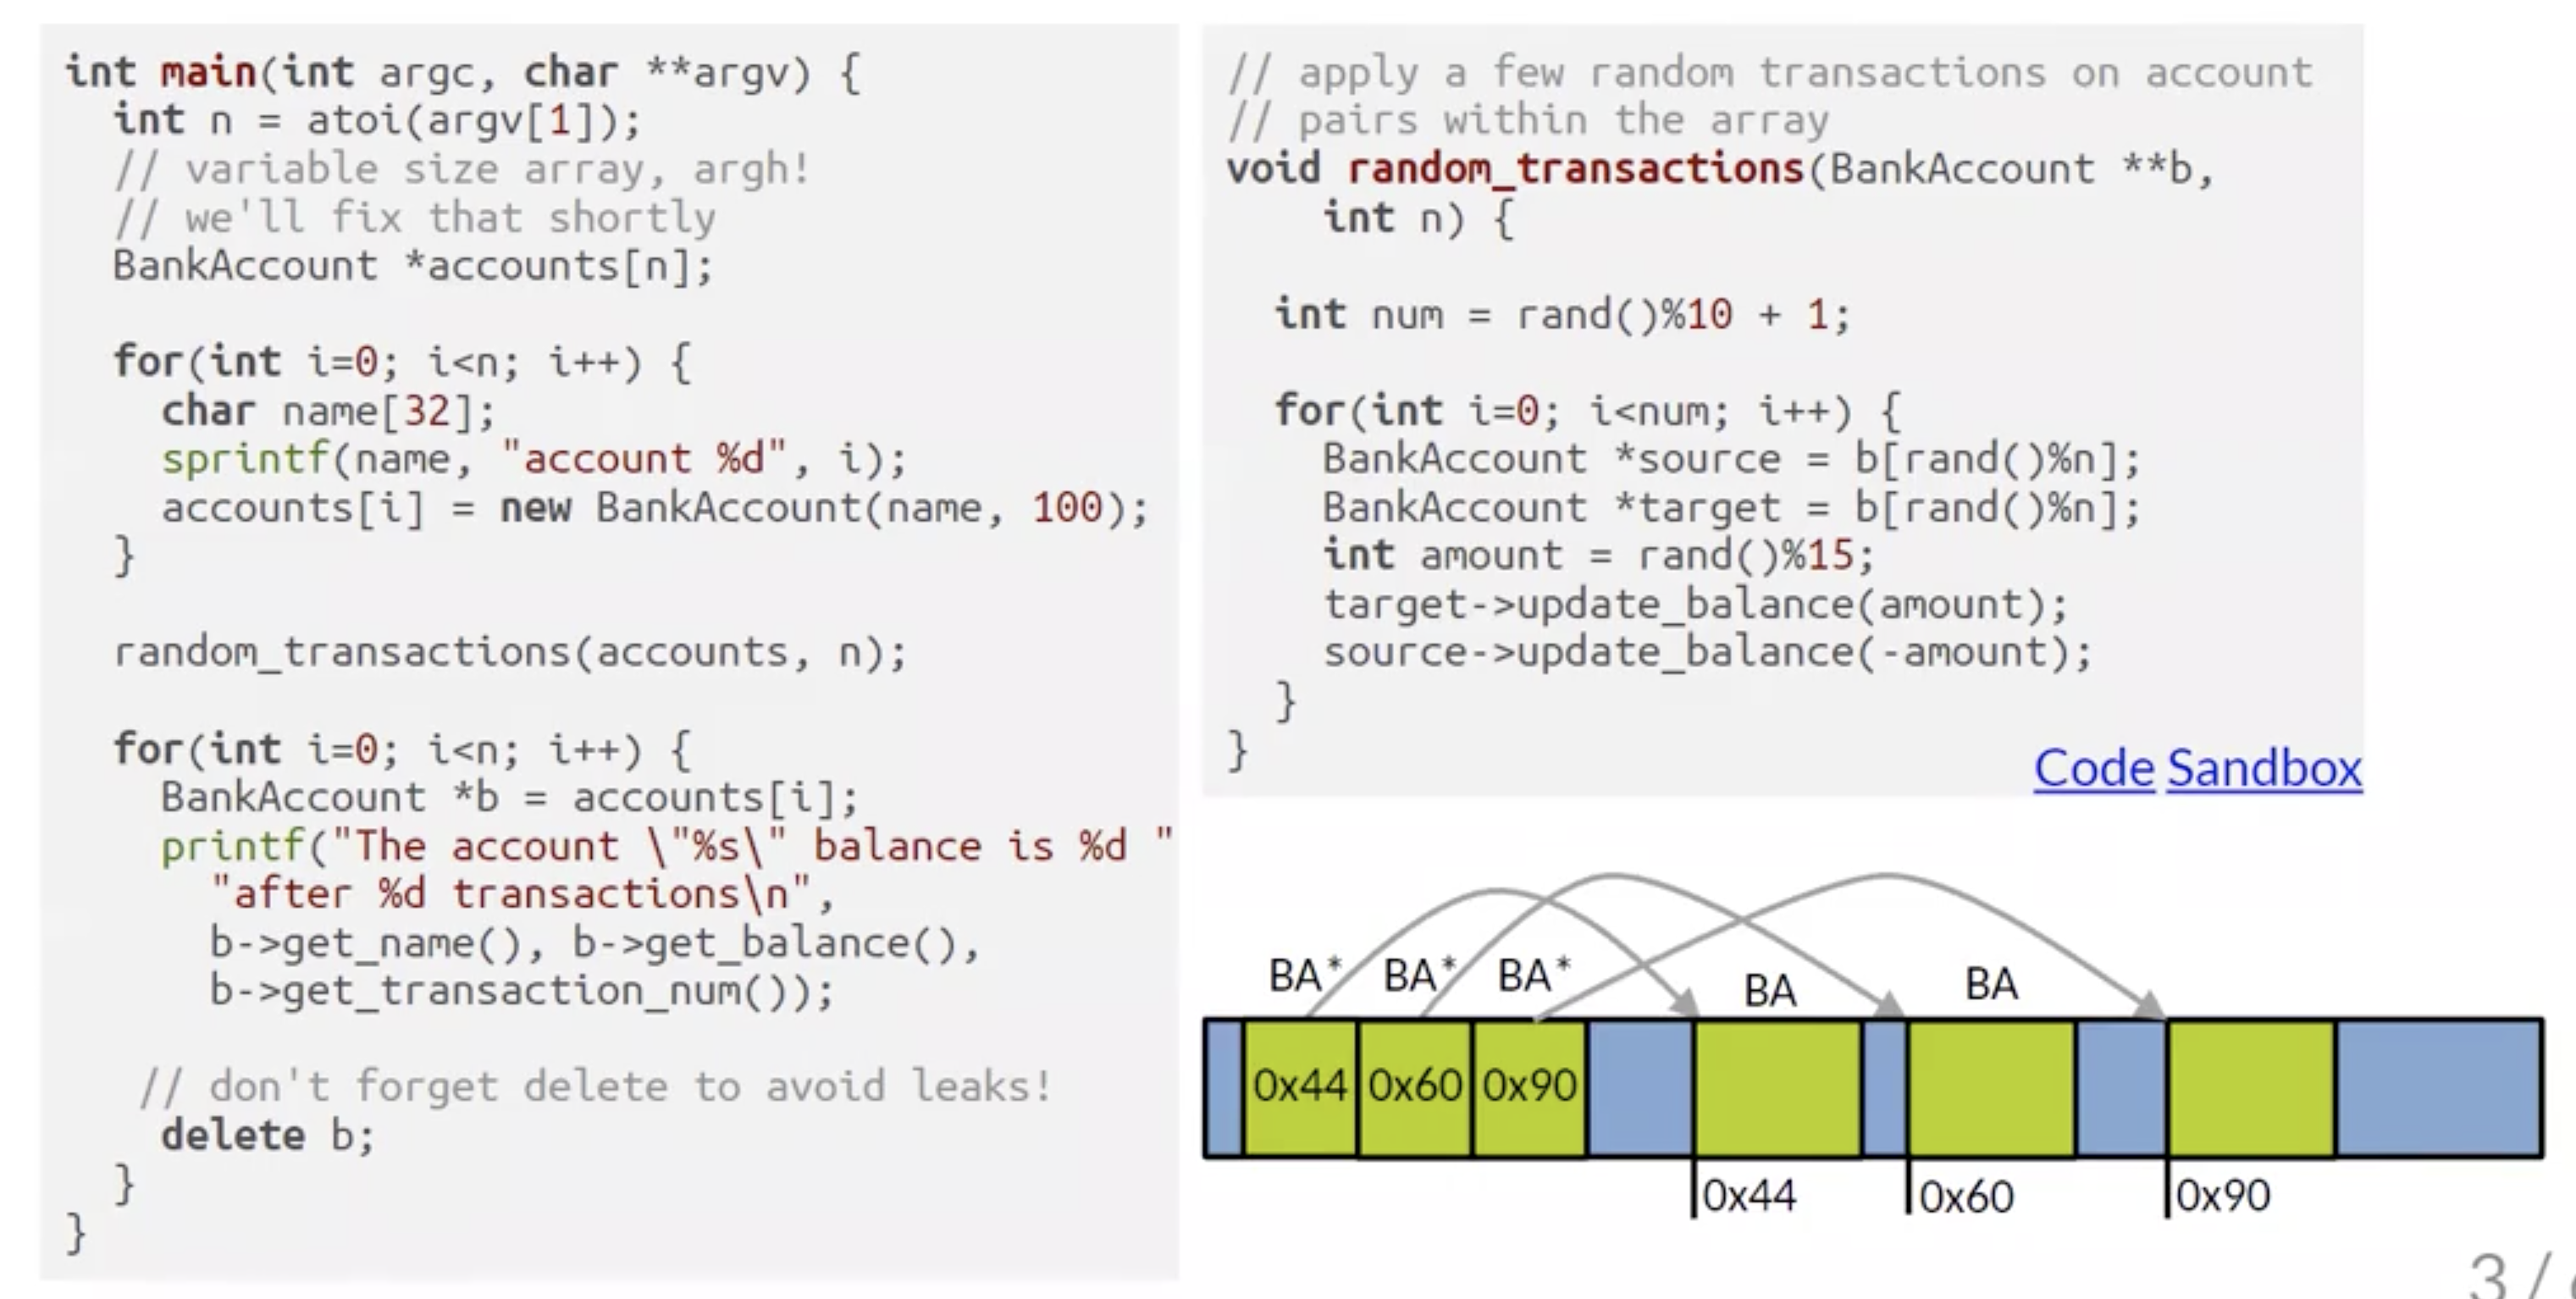 int main(int argc, char **argv) {
int n = atoi(argv[1]);
// variable size array, argh!
// we'll fix that shortly
BankAccount *accounts[n];
for(int i=0; i<n; i++) {
char name[32];
sprintf(name, "account %d", i);
accounts[i] = new BankAccount(name, 100);
}
random_transactions(accounts, n);
for(int i=0; i<n; i++) {
BankAccount *b = accounts[i];
printf("The account \"%s\" balance is %d "
"after %d transactions\n",
b->get_name(), b->get_balance(),
b->get_transaction_num());
// don't forget delete to avoid leaks!
delete b;
}
}
// apply a few random transactions on account
// pairs within the array
void random_transactions(BankAccount **b,
int n) {
int num = rand()%10 + 1;
for(int i=0; i<num; i++) {
BankAccount *source = b[rand()%n];
BankAccount *target = b[rand()%n];
int amount = rand()%15;
target->update_balance(amount);
source->update_balance(-amount);
}
}
Code Sandbox
BA* BA* BA* BA BA
0x44 0x60 0x90
0x44 0x60 0x90
3 /